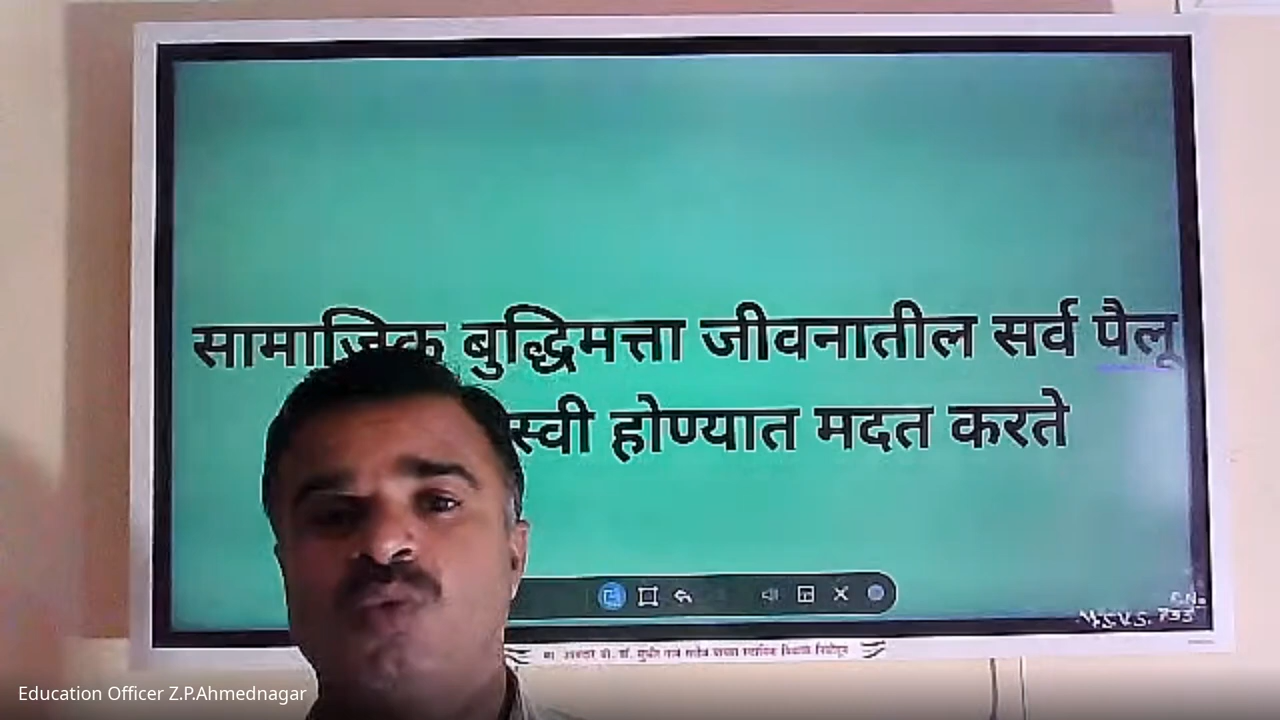 सामाजिक बुद्धिमत्ता जीवनातील सर्व पैलू
स्वी होण्यात मदत करते
Education Officer Z.P.Ahmednagar